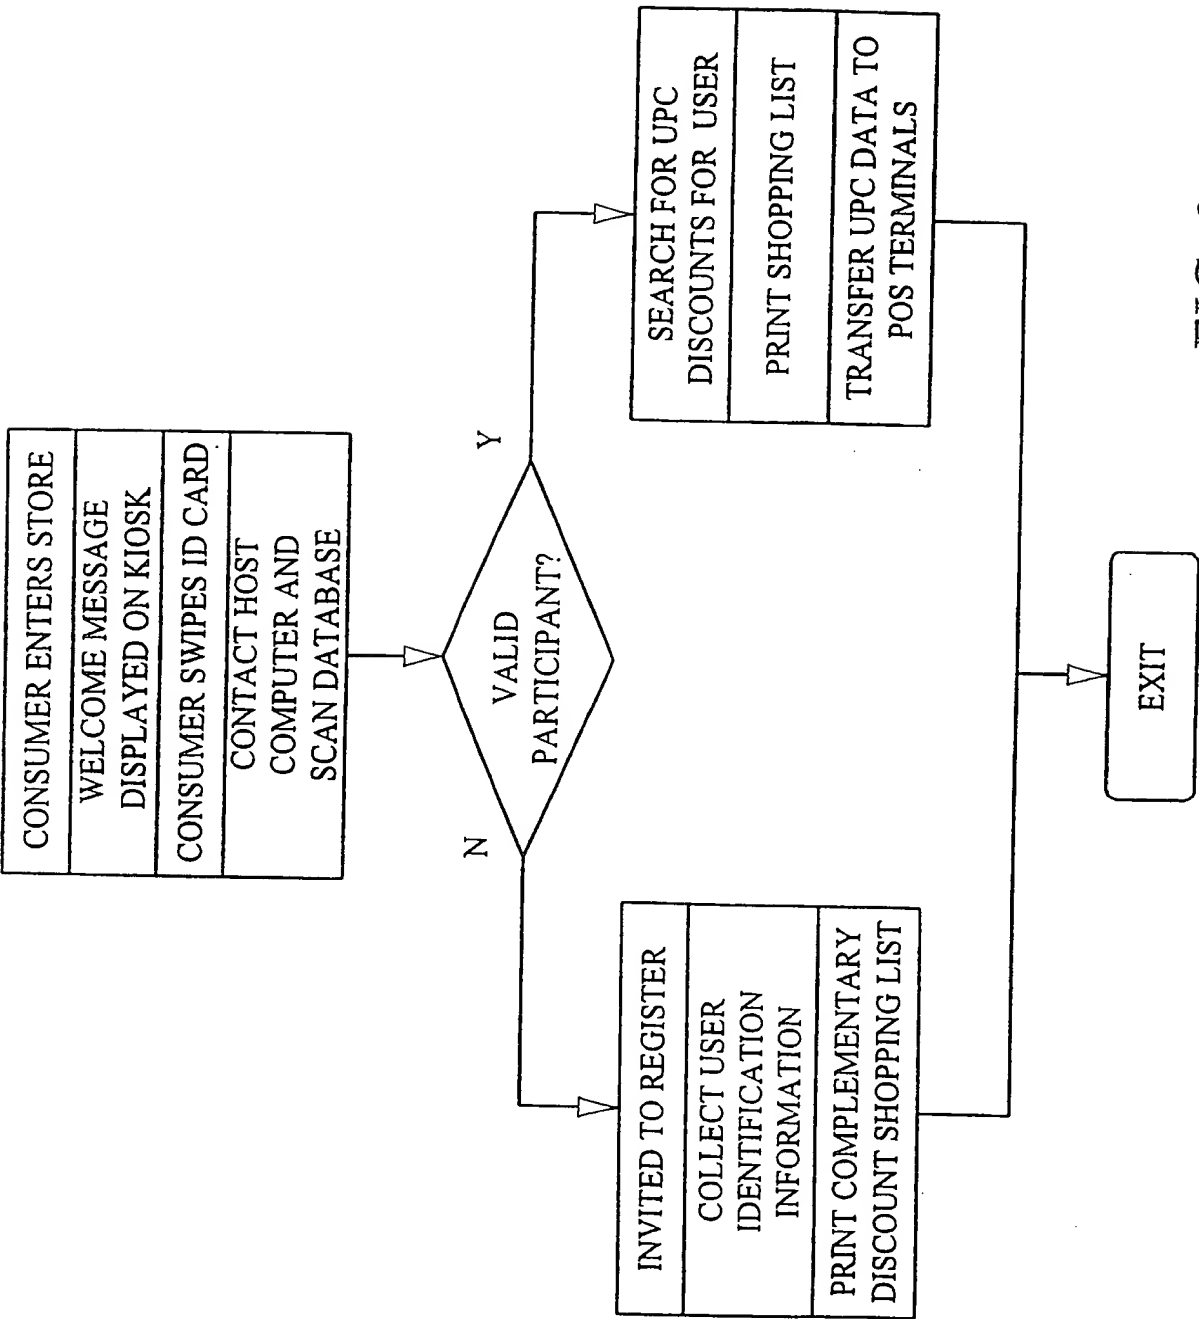 CONSUMER ENTERS STORE
WELCOME MESSAGE
DISPLAYED ON KIOSK
CONSUMER SWIPES ID CARD
CONTACT HOST
COMPUTER AND
SCAN DATABASE
N
Y
VALID
PARTICIPANT?
INVITED TO REGISTER
COLLECT USER
IDENTIFICATION
INFORMATION
PRINT COMPLEMENTARY
DISCOUNT SHOPPING LIST
SEARCH FOR UPC
DISCOUNTS FOR USER
PRINT SHOPPING LIST
TRANSFER UPC DATA TO
POS TERMINALS
EXIT